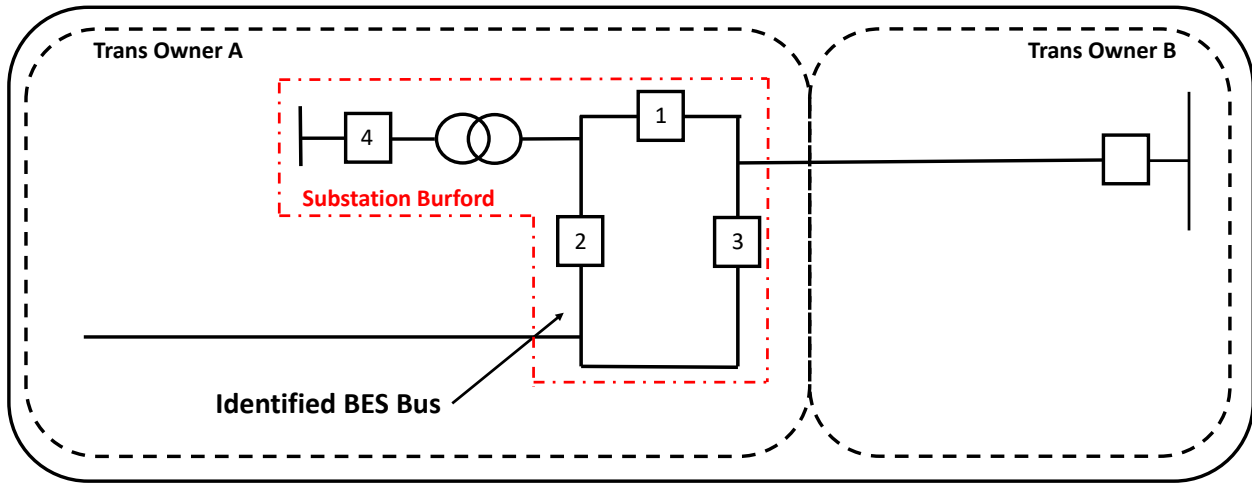 Trans Owner A
Trans Owner B
1
4
Substation Burford
2
3
Identified BES Bus